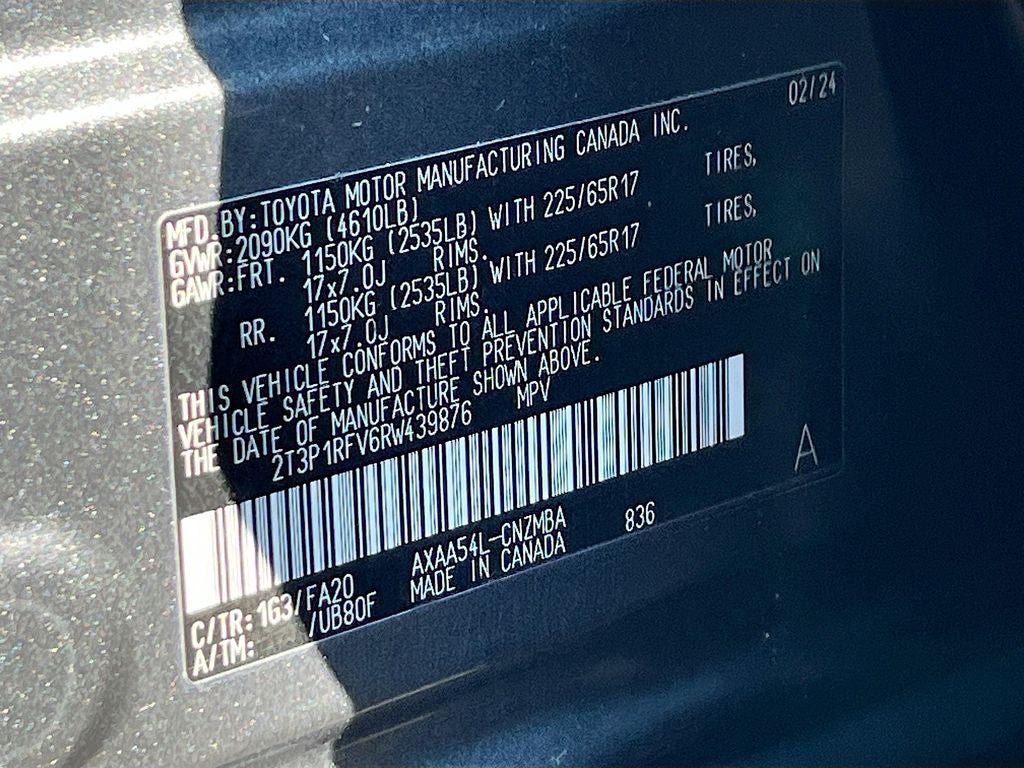 02/24
MFD.BY:TOYOTA MOTOR MANUFACTURING CANADA INC.
GVWR:2090KG (4610LB)
GAWR:FRT. 1150KG (2535LB) WITH 225/65R17 TIRES,
17x7.0J RIMS.
RR. 1150KG (2535LB) WITH 225/65R17 TIRES,
17x7.0J RIMS.
THIS VEHICLE CONFORMS TO ALL APPLICABLE FEDERAL MOTOR
VEHICLE SAFETY AND THEFT PREVENTION STANDARDS IN EFFECT ON
THE DATE OF MANUFACTURE SHOWN ABOVE.
2T3P1RFV6RW439876 MPV
A
C/TR:1G3/FA20 AXAA54L-CNZMBA 836
A/TM: /UB80F MADE IN CANADA